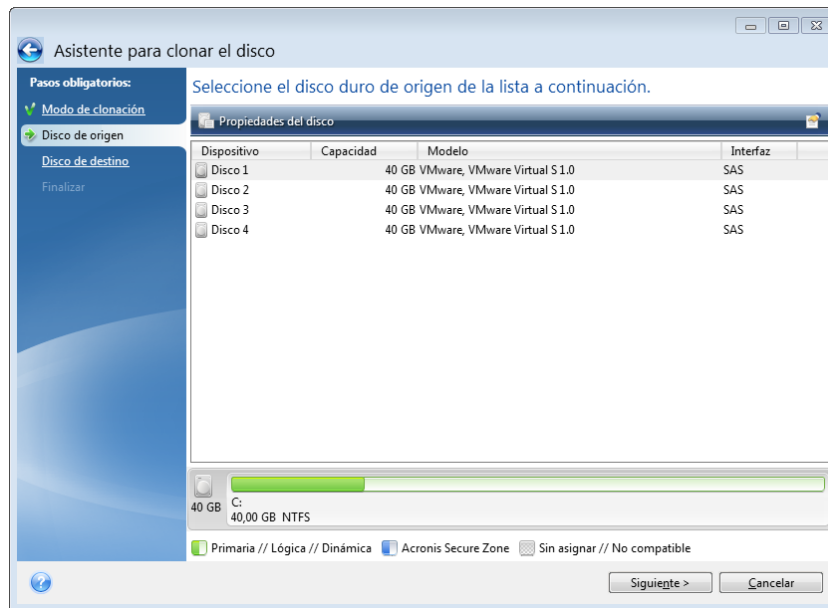 Asistente para clonar el disco
Pasos obligatorios:
Modo de clonación
Disco de origen
Disco de destino
Finalizar
Seleccione el disco duro de origen de la lista a continuación.
Propiedades del disco
Dispositivo Capacidad Modelo Interfaz
Disco 1 40 GB VMware, VMware Virtual S 1.0 SAS
Disco 2 40 GB VMware, VMware Virtual S 1.0 SAS
Disco 3 40 GB VMware, VMware Virtual S 1.0 SAS
Disco 4 40 GB VMware, VMware Virtual S 1.0 SAS
40 GB
C:
40,00 GB NTFS
Primaria // Lógica // Dinámica Acronis Secure Zone Sin asignar // No compatible
Siguiente > Cancelar